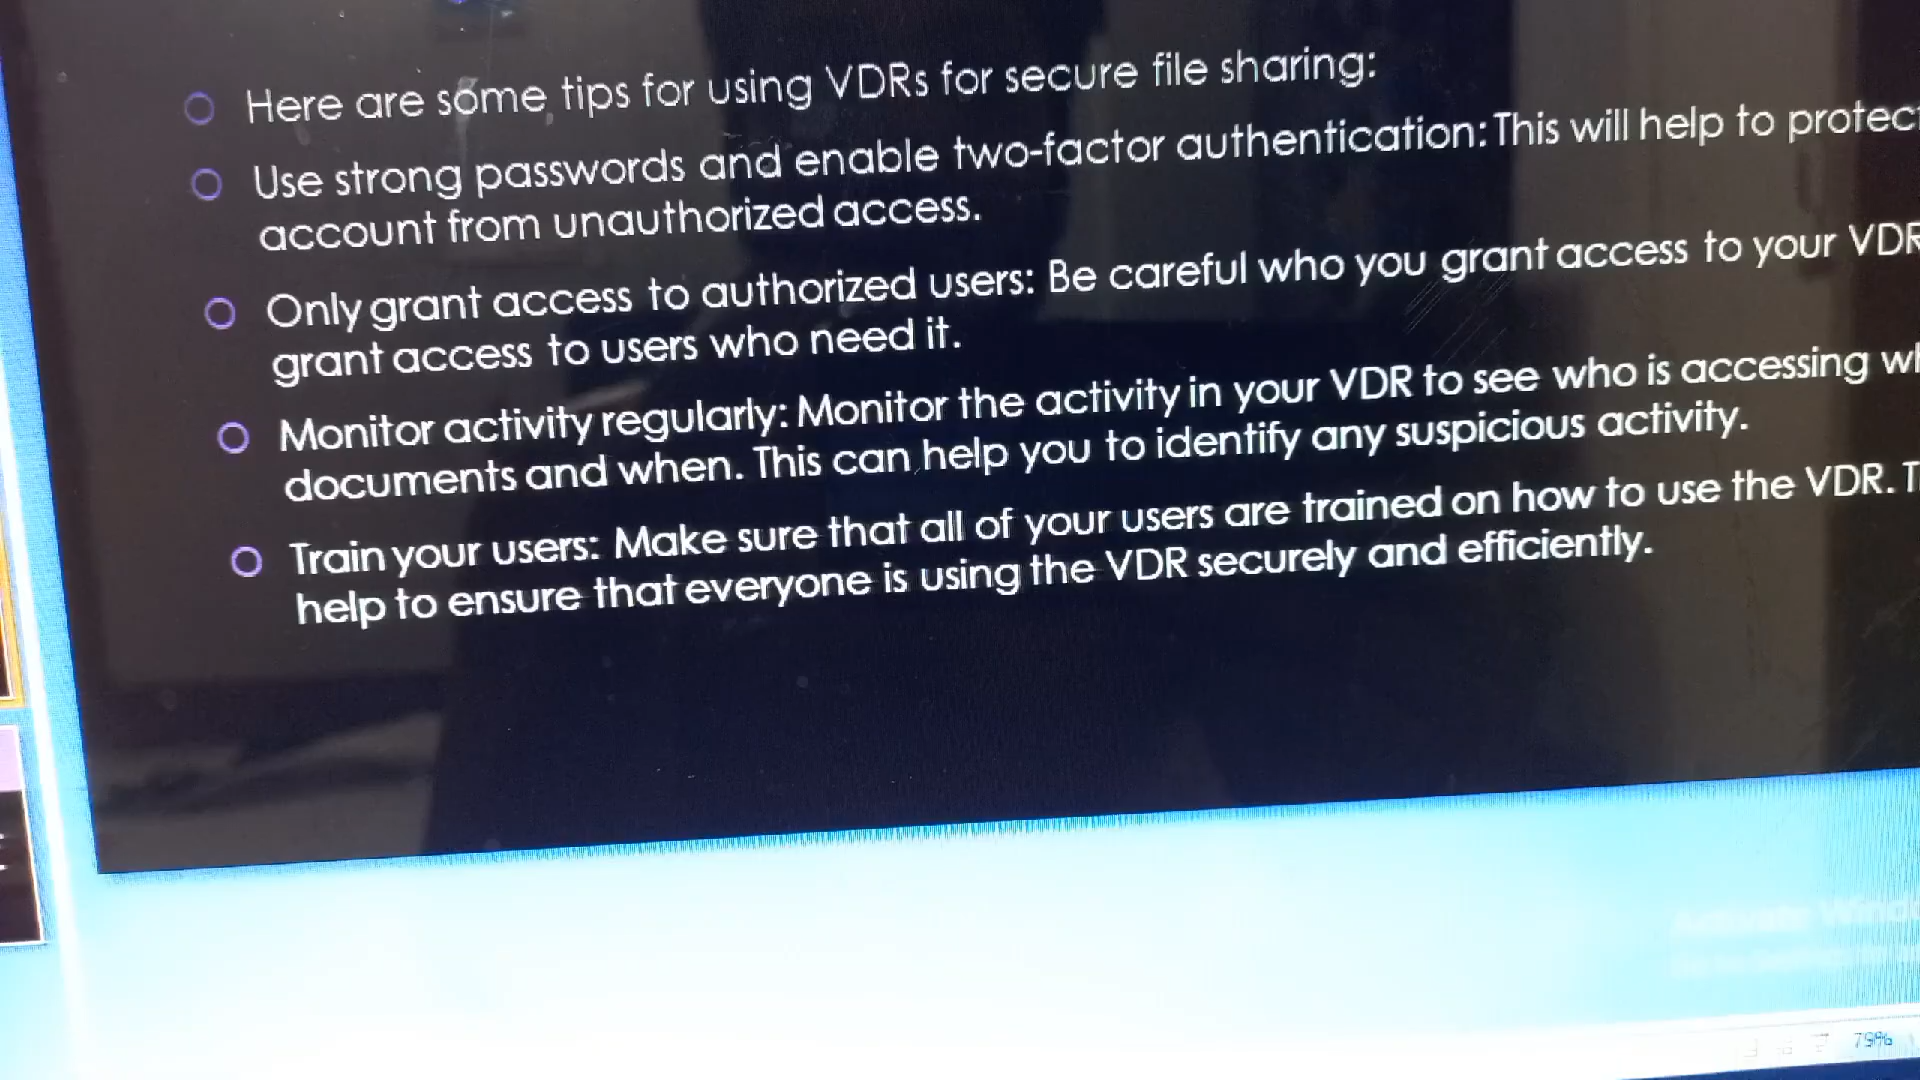 Here are some tips for using VDRs for secure file sharing:
Use strong passwords and enable two-factor authentication: This will help to protect
account from unauthorized access.
Only grant access to authorized users: Be careful who you grant access to your VDR
grant access to users who need it.
Monitor activity regularly: Monitor the activity in your VDR to see who is accessing
documents and when. This can help you to identify any suspicious activity.
Train your users: Make sure that all of your users are trained on how to use the VDR.
help to ensure that everyone is using the VDR securely and efficiently.
Activate
79%